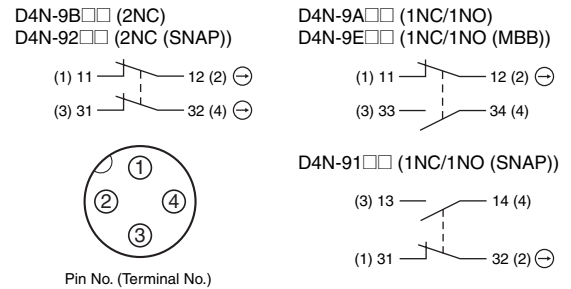 D4N-9B□□ (2NC)
D4N-92□□ (2NC (SNAP))
(1) 11 12 (2)
(3) 31 32 (4)
1
2 4
3
Pin No. (Terminal No.)
D4N-9A□□ (1NC/1NO)
D4N-9E□□ (1NC/1NO (MBB))
(1) 11 12 (2)
(3) 33 34 (4)
D4N-91□□ (1NC/1NO (SNAP))
(3) 13 14 (4)
(1) 31 32 (2)